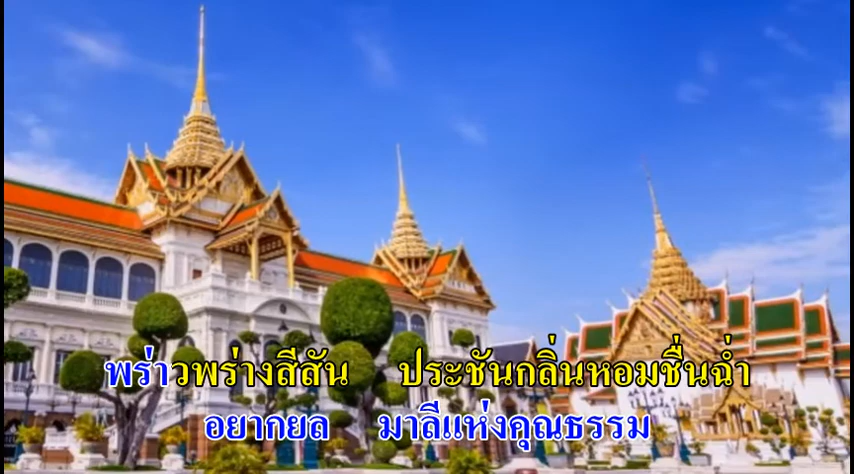 พร่าวพร่างสีสัน ประชันกลิ่นหอมชื่นฉ่ำ
อยากยล มาลีแห่งคุณธรรม